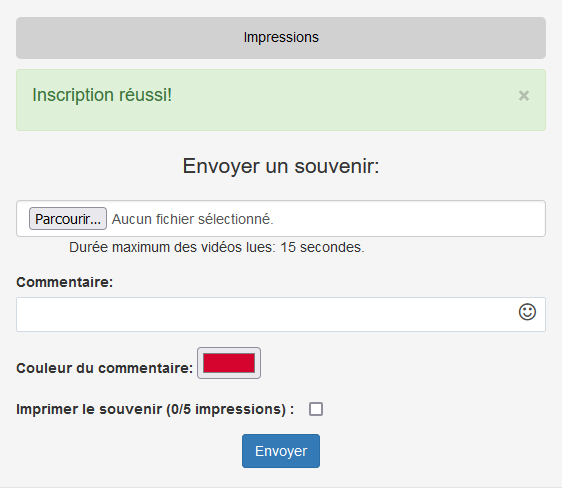 Impressions
Inscription réussi!
×
Envoyer un souvenir:
Parcourir... Aucun fichier sélectionné.
Durée maximum des vidéos lues: 15 secondes.
Commentaire:
Couleur du commentaire:
Imprimer le souvenir (0/5 impressions) :
Envoyer